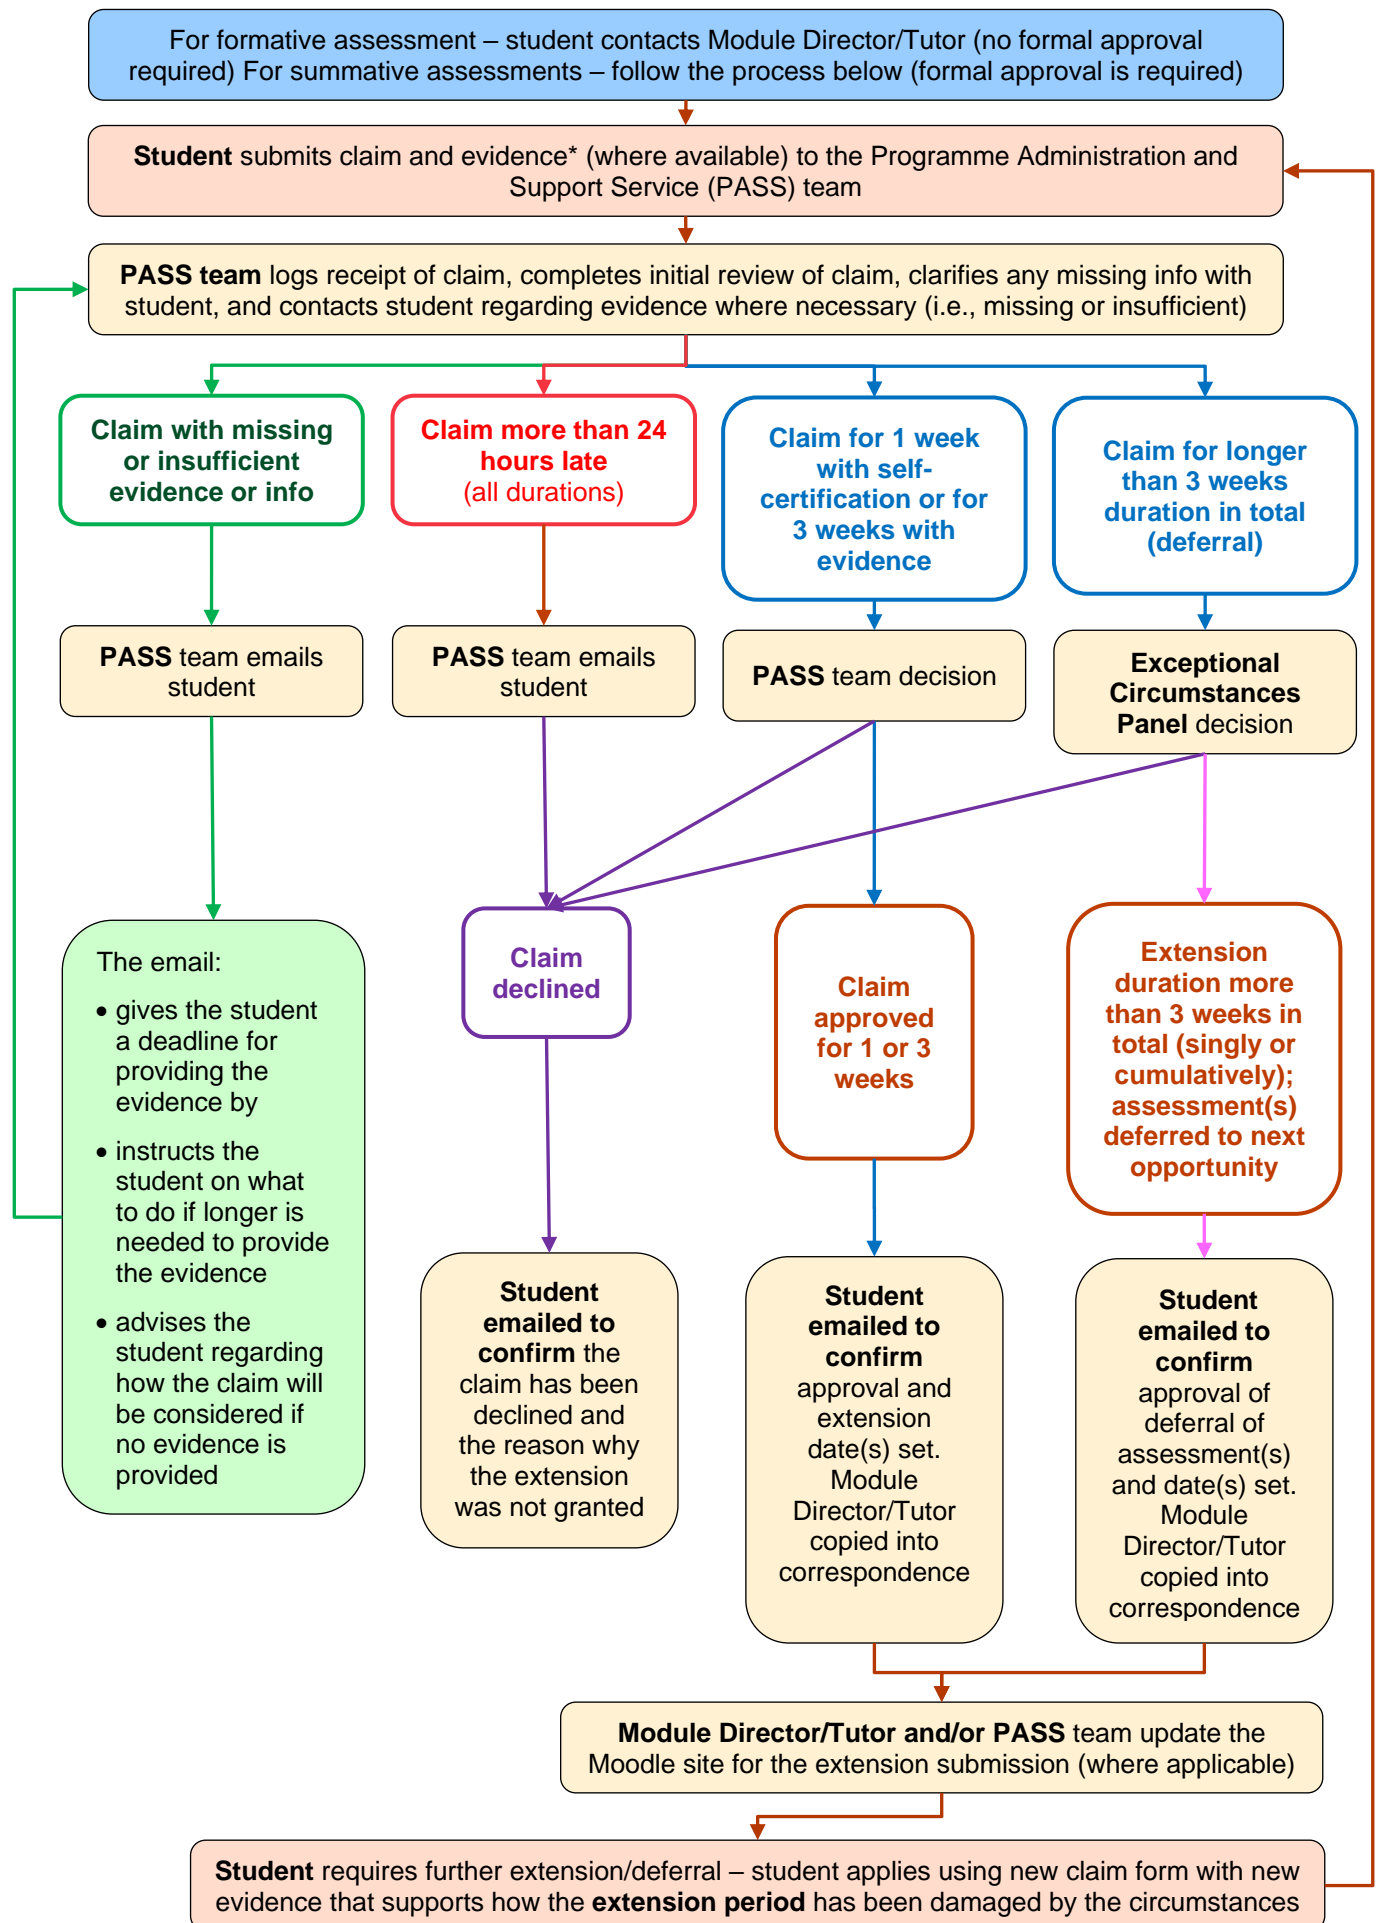 For formative assessment – student contacts Module Director/Tutor (no formal approval
required) For summative assessments – follow the process below (formal approval is required)
Student submits claim and evidence* (where available) to the Programme Administration and
Support Service (PASS) team
PASS team logs receipt of claim, completes initial review of claim, clarifies any missing info with
student, and contacts student regarding evidence where necessary (i.e., missing or insufficient)
Claim with missing
or insufficient
evidence or info
Claim more than 24
hours late
(all durations)
Claim for 1 week
with self-
certification or for
3 weeks with
evidence
Claim for longer
than 3 weeks
duration in total
(deferral)
PASS team emails
student
PASS team emails
student
PASS team decision
Exceptional
Circumstances
Panel decision
The email:
• gives the student
a deadline for
providing the
evidence by
• instructs the
student on what
to do if longer is
needed to provide
the evidence
• advises the
student regarding
how the claim will
be considered if
no evidence is
provided
Claim
declined
Claim
approved
for 1 or 3
weeks
Extension
duration more
than 3 weeks in
total (singly or
cumulatively);
assessment(s)
deferred to next
opportunity
Student
emailed to
confirm the
claim has been
declined and
the reason why
the extension
was not granted
Student
emailed to
confirm
approval and
extension
date(s) set.
Module
Director/Tutor
copied into
correspondence
Student
emailed to
confirm
approval of
deferral of
assessment(s)
and date(s) set.
Module
Director/Tutor
copied into
correspondence
Module Director/Tutor and/or PASS team update the
Moodle site for the extension submission (where applicable)
Student requires further extension/deferral – student applies using new claim form with new
evidence that supports how the extension period has been damaged by the circumstances